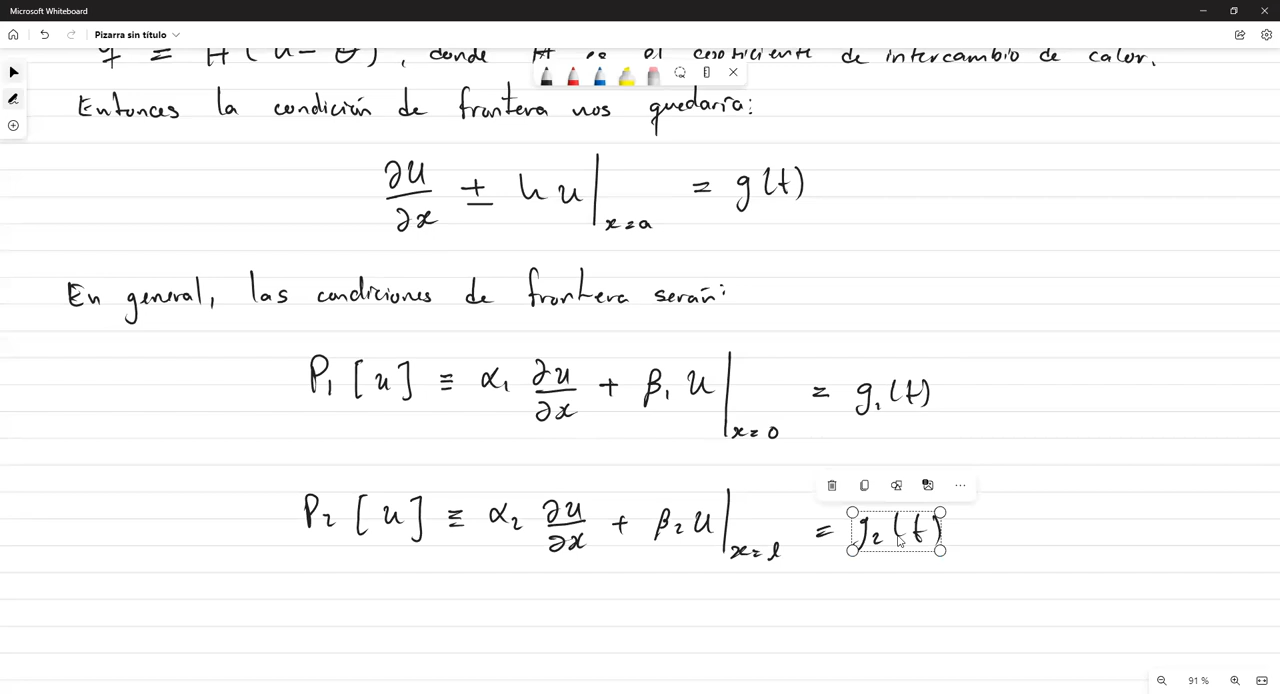 Microsoft Whiteboard
Pizarra sin título
q = H (u - θ), donde H es el coeficiente de intercambio de calor.
Entonces la condición de frontera nos quedaría:
∂u/∂x ± hu|x=a = g(t)
En general, las condiciones de frontera serán:
P₁[u] ≡ α₁ ∂u/∂x + β₁ u|x=0 = g₁(t)
P₂[u] ≡ α₂ ∂u/∂x + β₂ u|x=l = g₂(t)
91 %